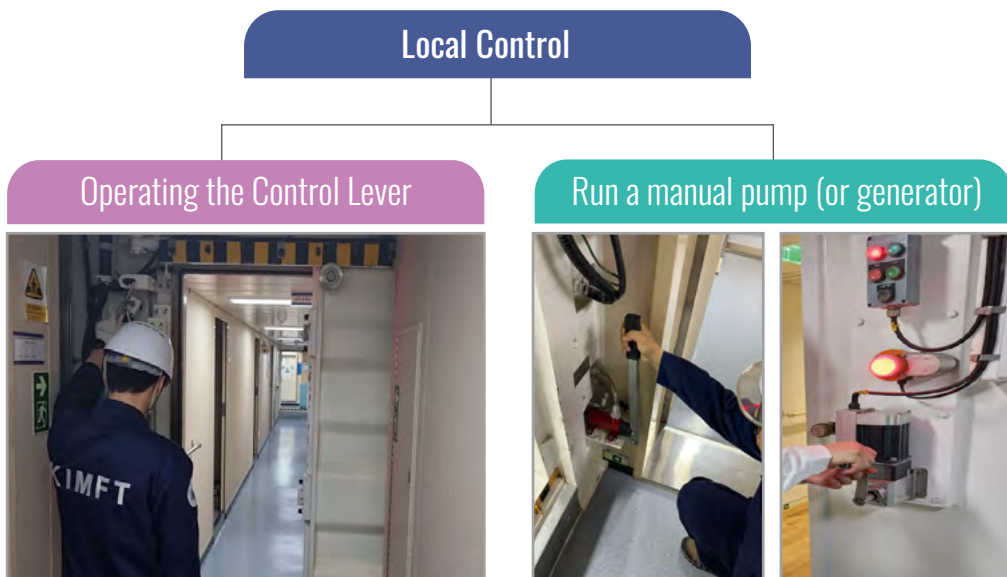 Local Control
Operating the Control Lever
Run a manual pump (or generator)
KIMFT